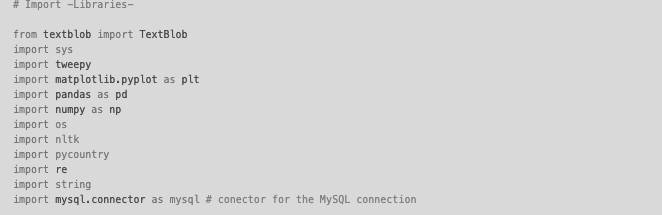 # Import ~Libraries~
from textblob import TextBlob
import sys
import tweepy
import matplotlib.pyplot as plt
import pandas as pd
import numpy as np
import os
import nltk
import pycountry
import re
import string
import mysql.connector as mysql # conector for the MySQL connection